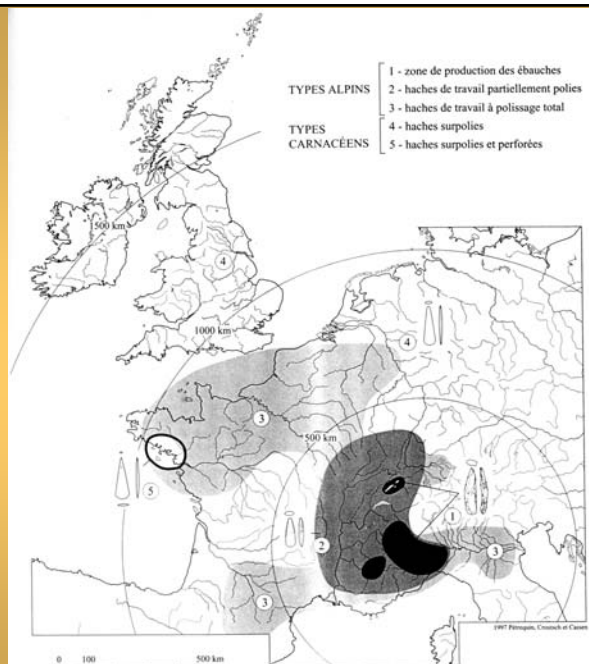 TYPES ALPINS
1 - zone de production des ébauches
2 - haches de travail partiellement polies
3 - haches de travail à polissage total
TYPES
CARNACÉENS
4 - haches surpolies
5 - haches surpolies et perforées
500 km
4
1000 km
4
3
500 km
5
1
2
3
3
1997 Pétrequin, Croutsch et Cassen
0 100 500 km